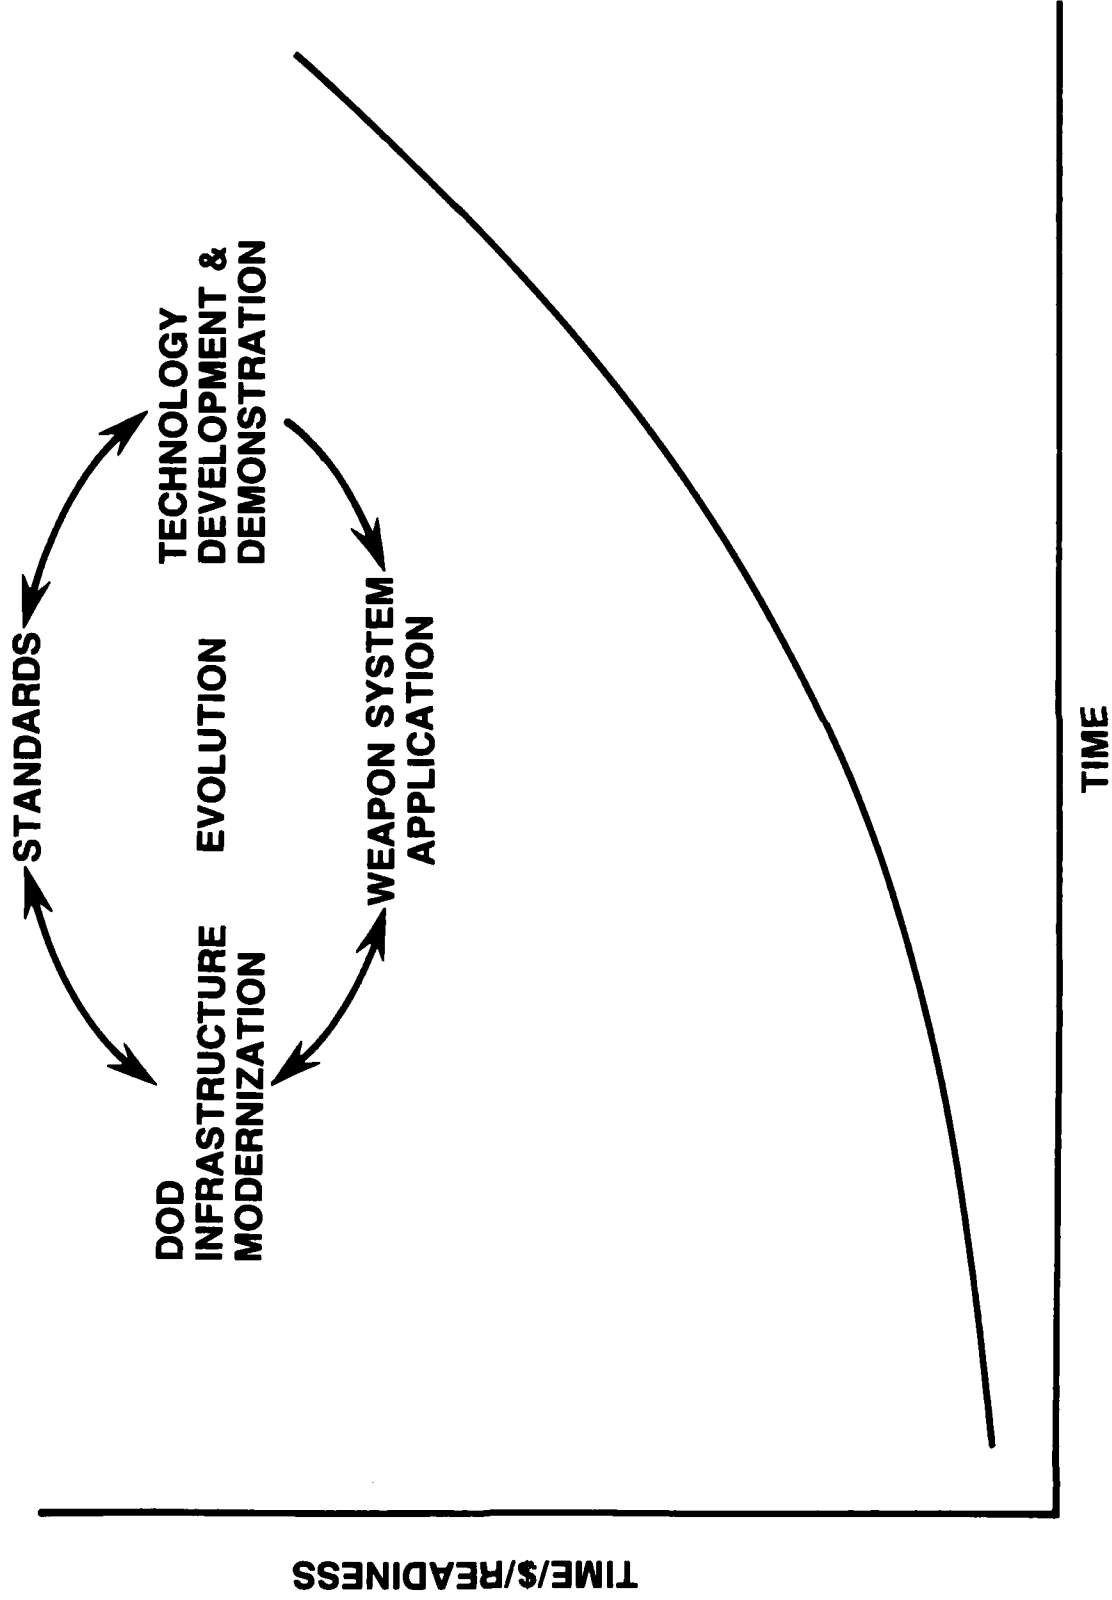 STANDARDS
DOD
INFRASTRUCTURE
MODERNIZATION
EVOLUTION
TECHNOLOGY
DEVELOPMENT &
DEMONSTRATION
WEAPON SYSTEM
APPLICATION
TIME/$/READINESS
TIME